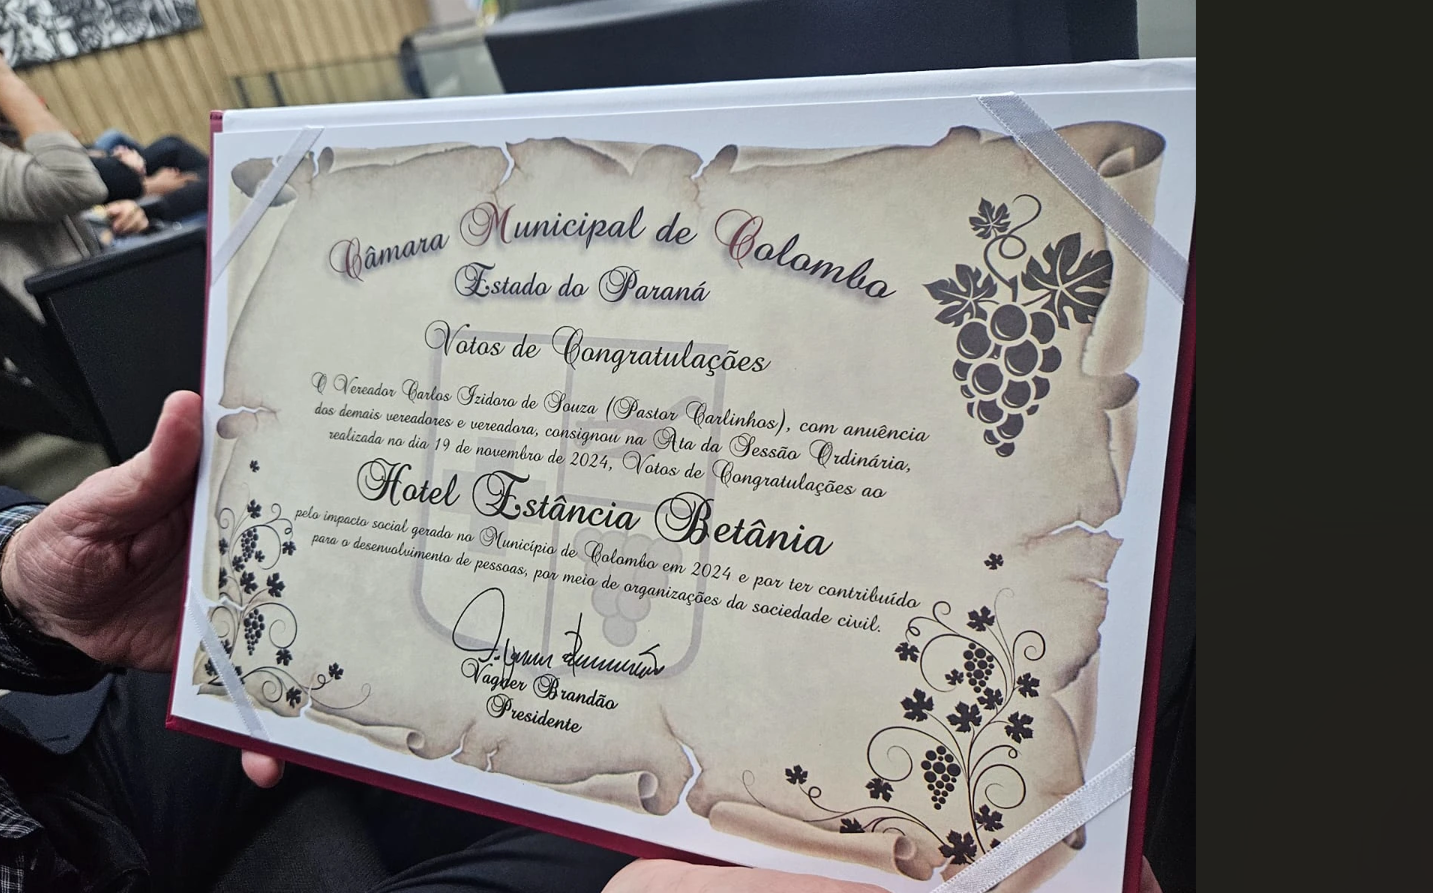 Câmara Municipal de Colombo
Estado do Paraná
Votos de Congratulações
O Vereador Carlos Izidoro de Souza (Pastor Carlinhos), com anuência
dos demais vereadores e vereadora, consignou na Ata da Sessão Ordinária,
realizada no dia 19 de novembro de 2024, Votos de Congratulações ao
Hotel Estância Betânia
pelo impacto social gerado no Município de Colombo em 2024 e por ter contribuído
para o desenvolvimento de pessoas, por meio de organizações da sociedade civil.
Vagner Brandão
Presidente